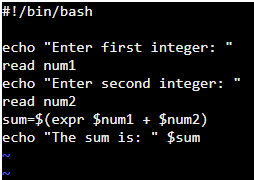 #!/bin/bash

echo "Enter first integer: "
read num1
echo "Enter second integer: "
read num2
sum=$(expr $num1 + $num2)
echo "The sum is: " $sum
~
~